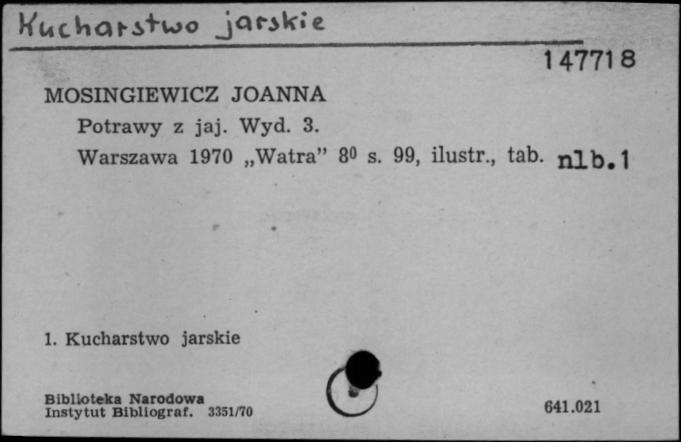 Kucharstwo jarskie
147718
MOSINGIEWICZ JOANNA
Potrawy z jaj. Wyd. 3.
Warszawa 1970 „Watra” 8⁰ s. 99, ilustr., tab. nlb.1
1. Kucharstwo jarskie
Biblioteka Narodowa
Instytut Bibliograf. 3351/70
641.021